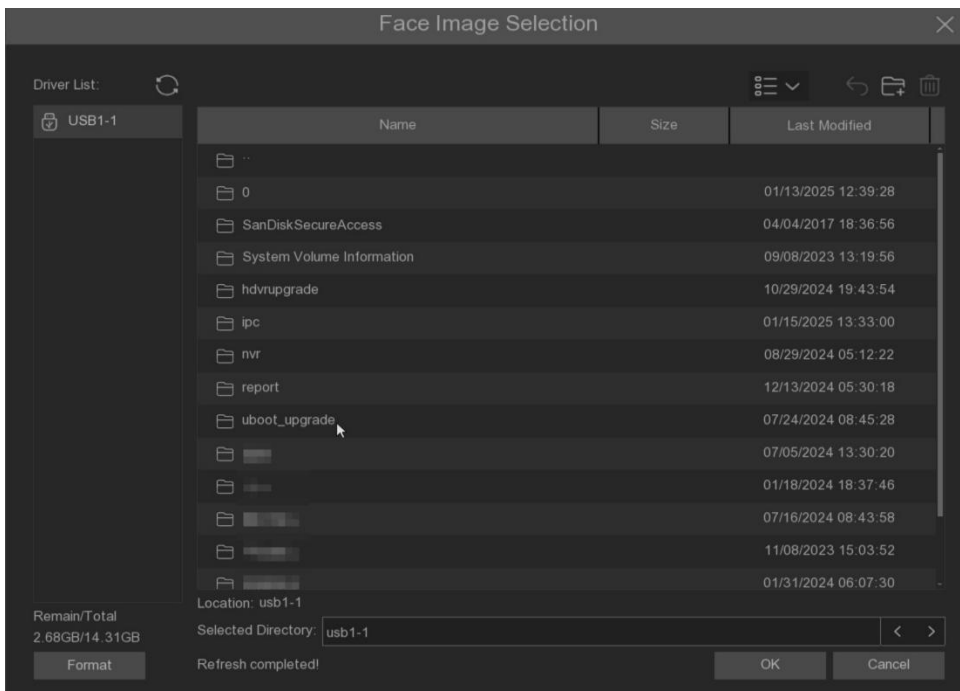 Face Image Selection
Driver List:
USB1-1
Name Size Last Modified
..
0 01/13/2025 12:39:28
SanDiskSecureAccess 04/04/2017 18:36:56
System Volume Information 09/08/2023 13:19:56
hdvrupgrade 10/29/2024 19:43:54
ipc 01/15/2025 13:33:00
nvr 08/29/2024 05:12:22
report 12/13/2024 05:30:18
uboot_upgrade 07/24/2024 08:45:28
07/05/2024 13:30:20
01/18/2024 18:37:46
07/16/2024 08:43:58
11/08/2023 15:03:52
01/31/2024 06:07:30
Location: usb1-1
Remain/Total
2.68GB/14.31GB
Selected Directory: usb1-1
Format
Refresh completed!
OK Cancel